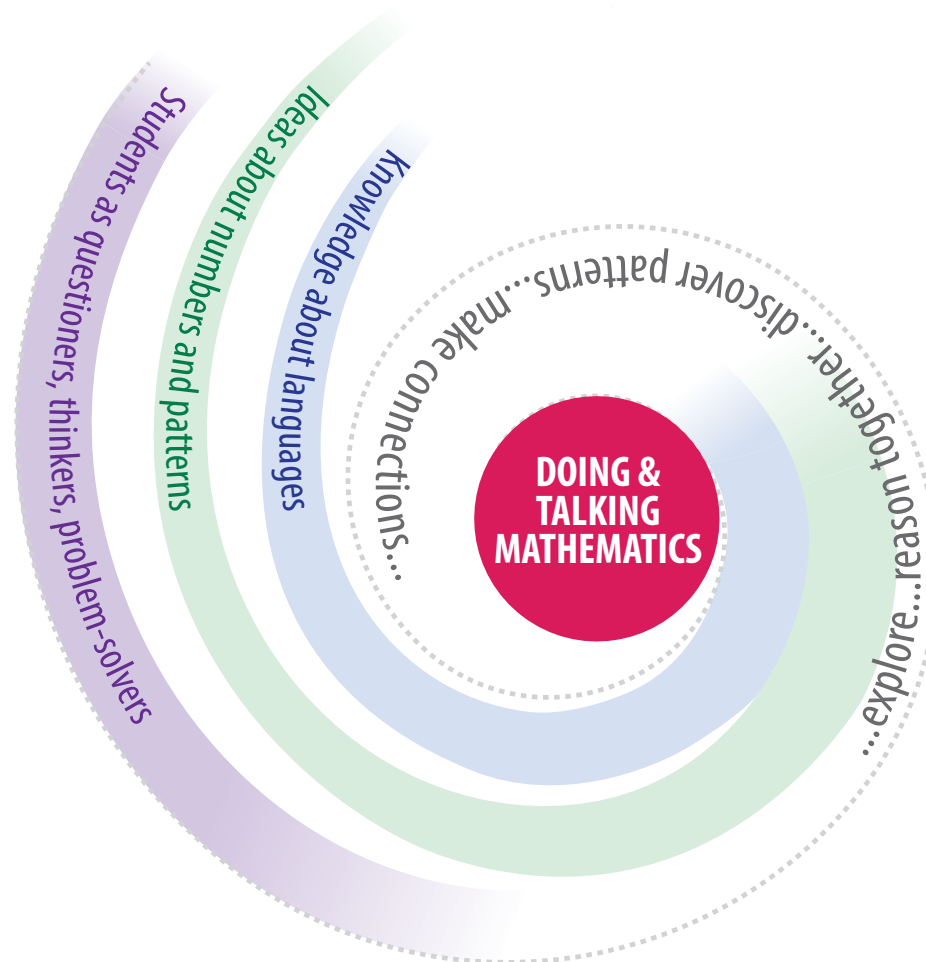 Students as questioners, thinkers, problem-solvers
Ideas about numbers and patterns
Knowledge about languages
...explore...reason together...discover patterns...make connections...
DOING &
TALKING
MATHEMATICS